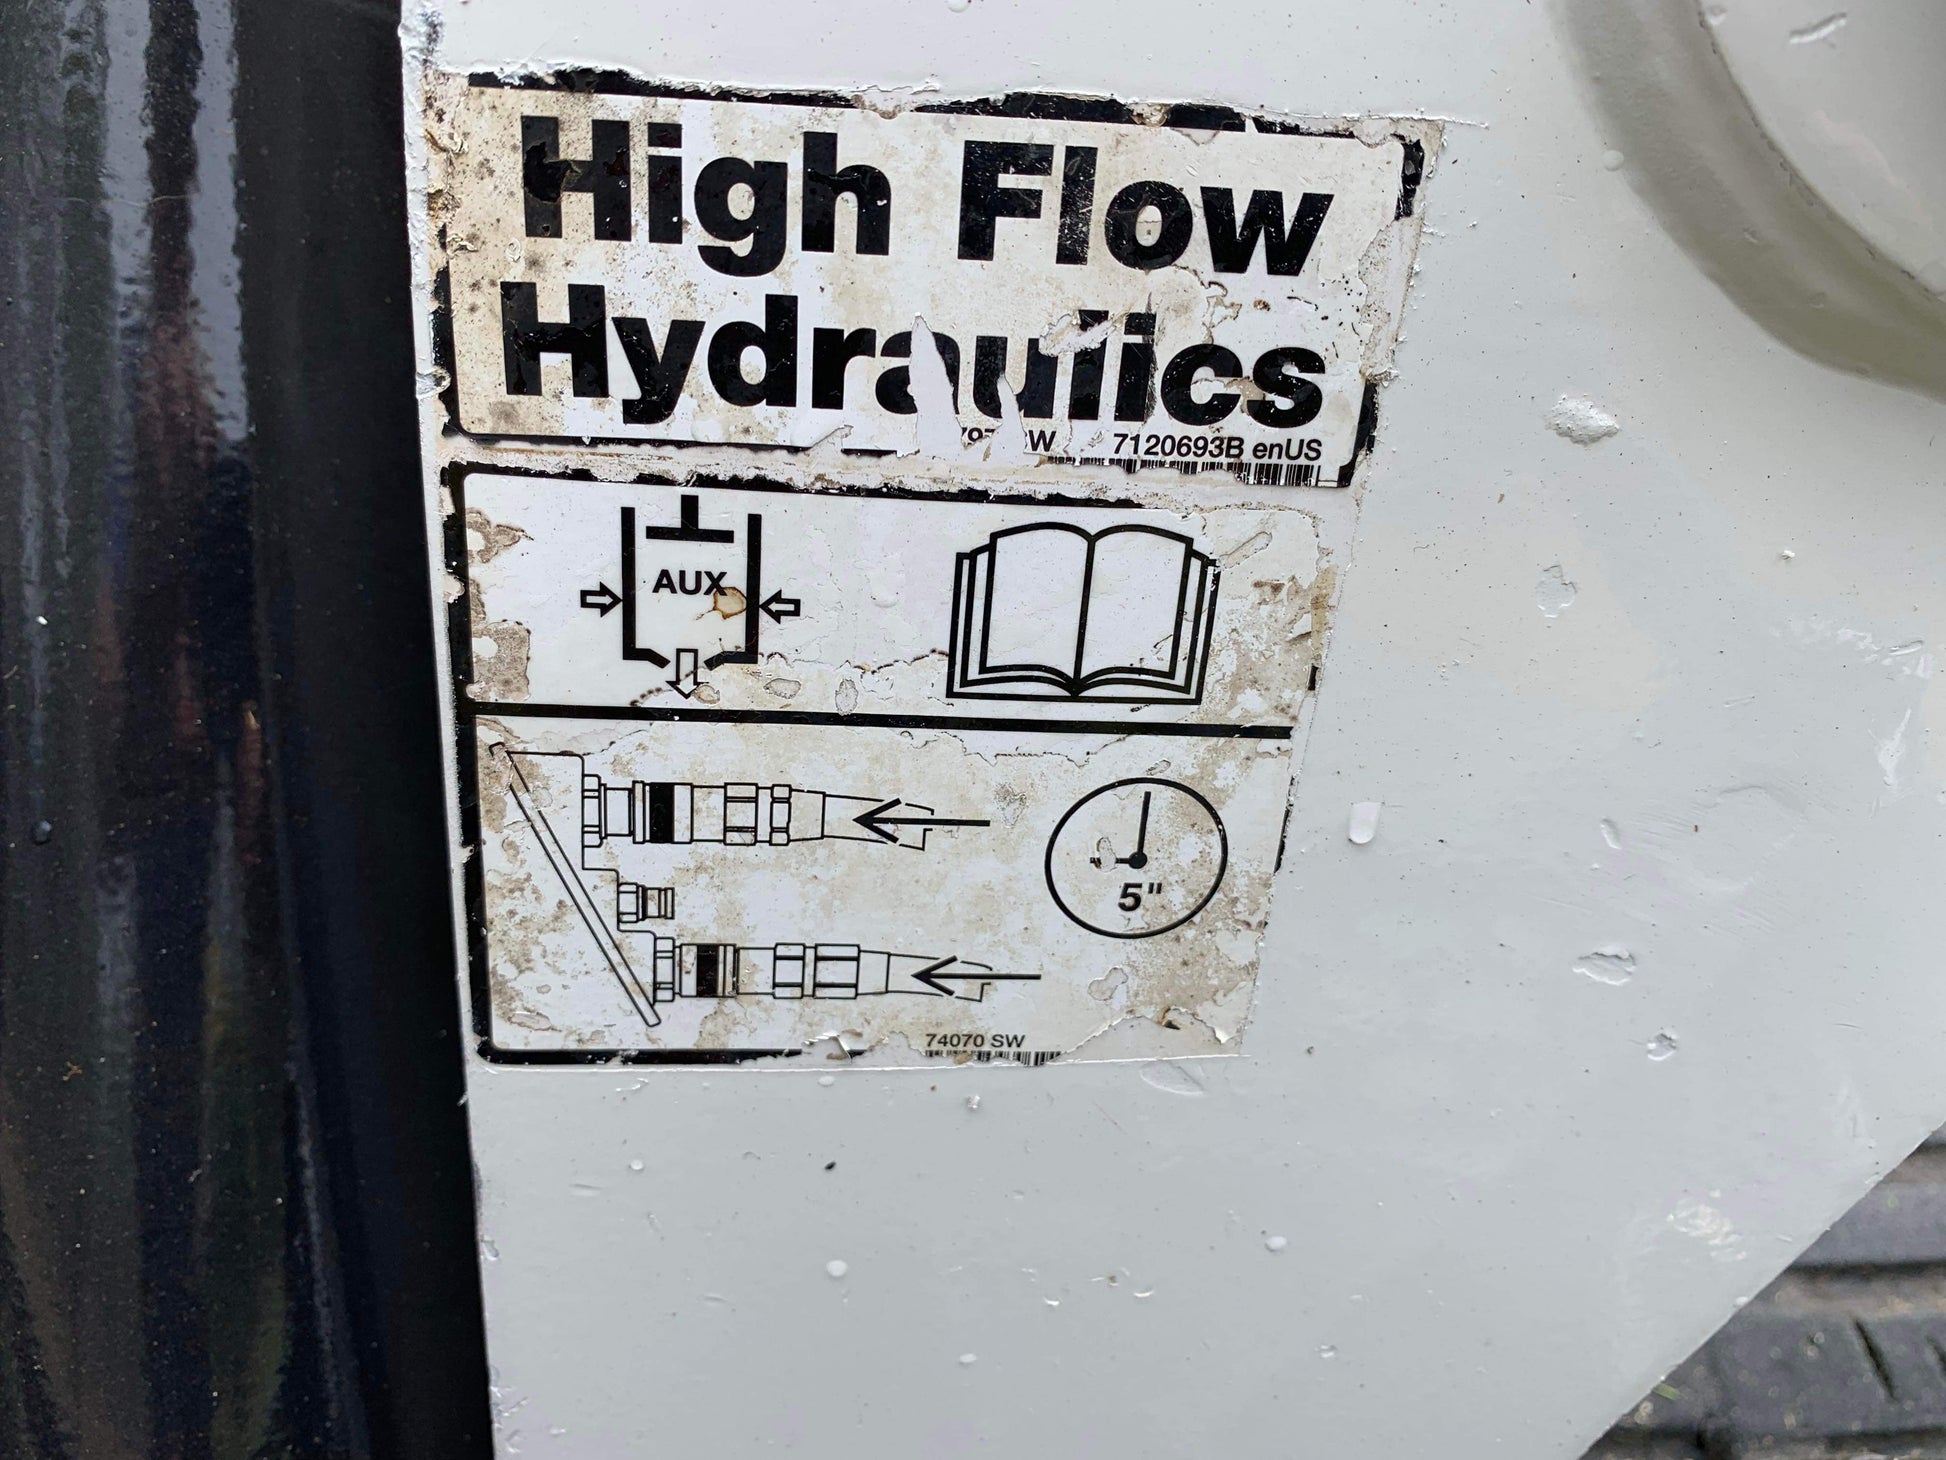 High Flow
Hydraulics
7120693B enUS
AUX
5"
74070 SW